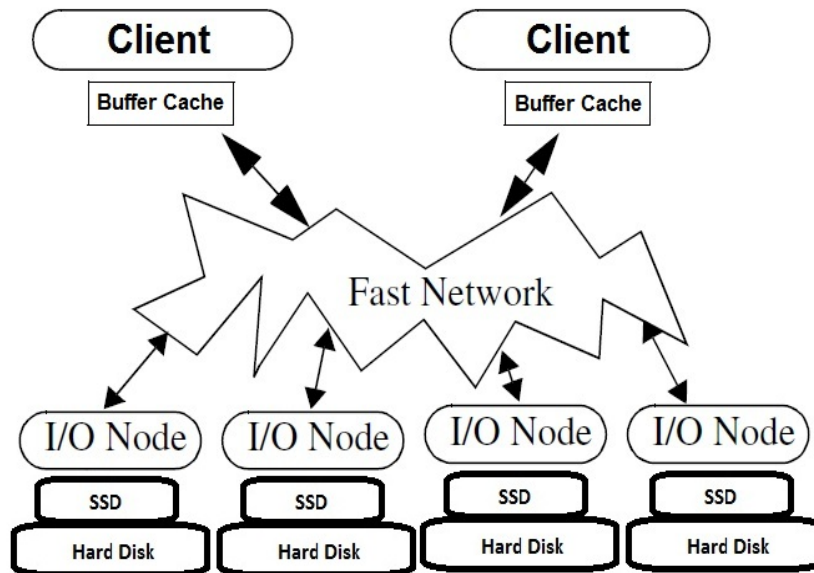 Client
Client
Buffer Cache
Buffer Cache
Fast Network
I/O Node
I/O Node
I/O Node
I/O Node
SSD
SSD
SSD
SSD
Hard Disk
Hard Disk
Hard Disk
Hard Disk